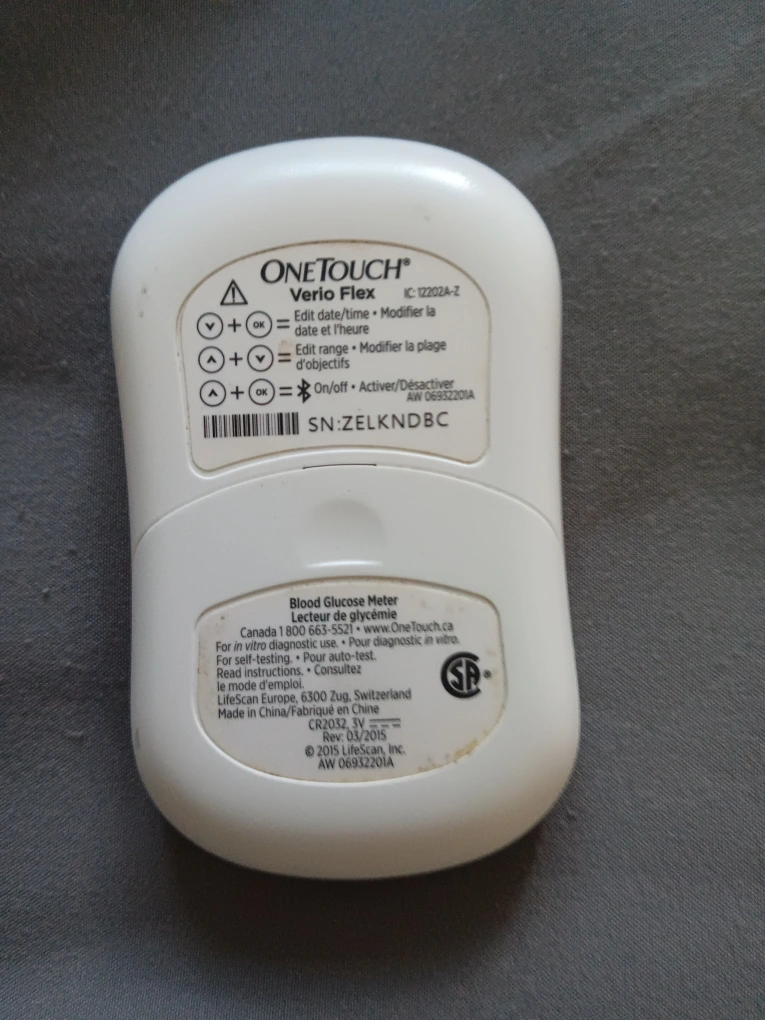 ONETOUCH®
Verio Flex IC: 12202A-Z
OK = Edit date/time • Modifier la
date et l'heure
+ = Edit range • Modifier la plage
d'objectifs
+ OK = On/off • Activer/Désactiver
AW 06932201A
SN:ZELKNDBC
Blood Glucose Meter
Lecteur de glycémie
Canada 1 800 663-5521 • www.OneTouch.ca
For in vitro diagnostic use. • Pour diagnostic in vitro.
For self-testing. • Pour auto-test.
Read instructions. • Consultez
le mode d'emploi.
SA®
LifeScan Europe, 6300 Zug, Switzerland
Made in China/Fabriqué en Chine
CR2032, 3V
Rev: 03/2015
© 2015 LifeScan, Inc.
AW 06932201A